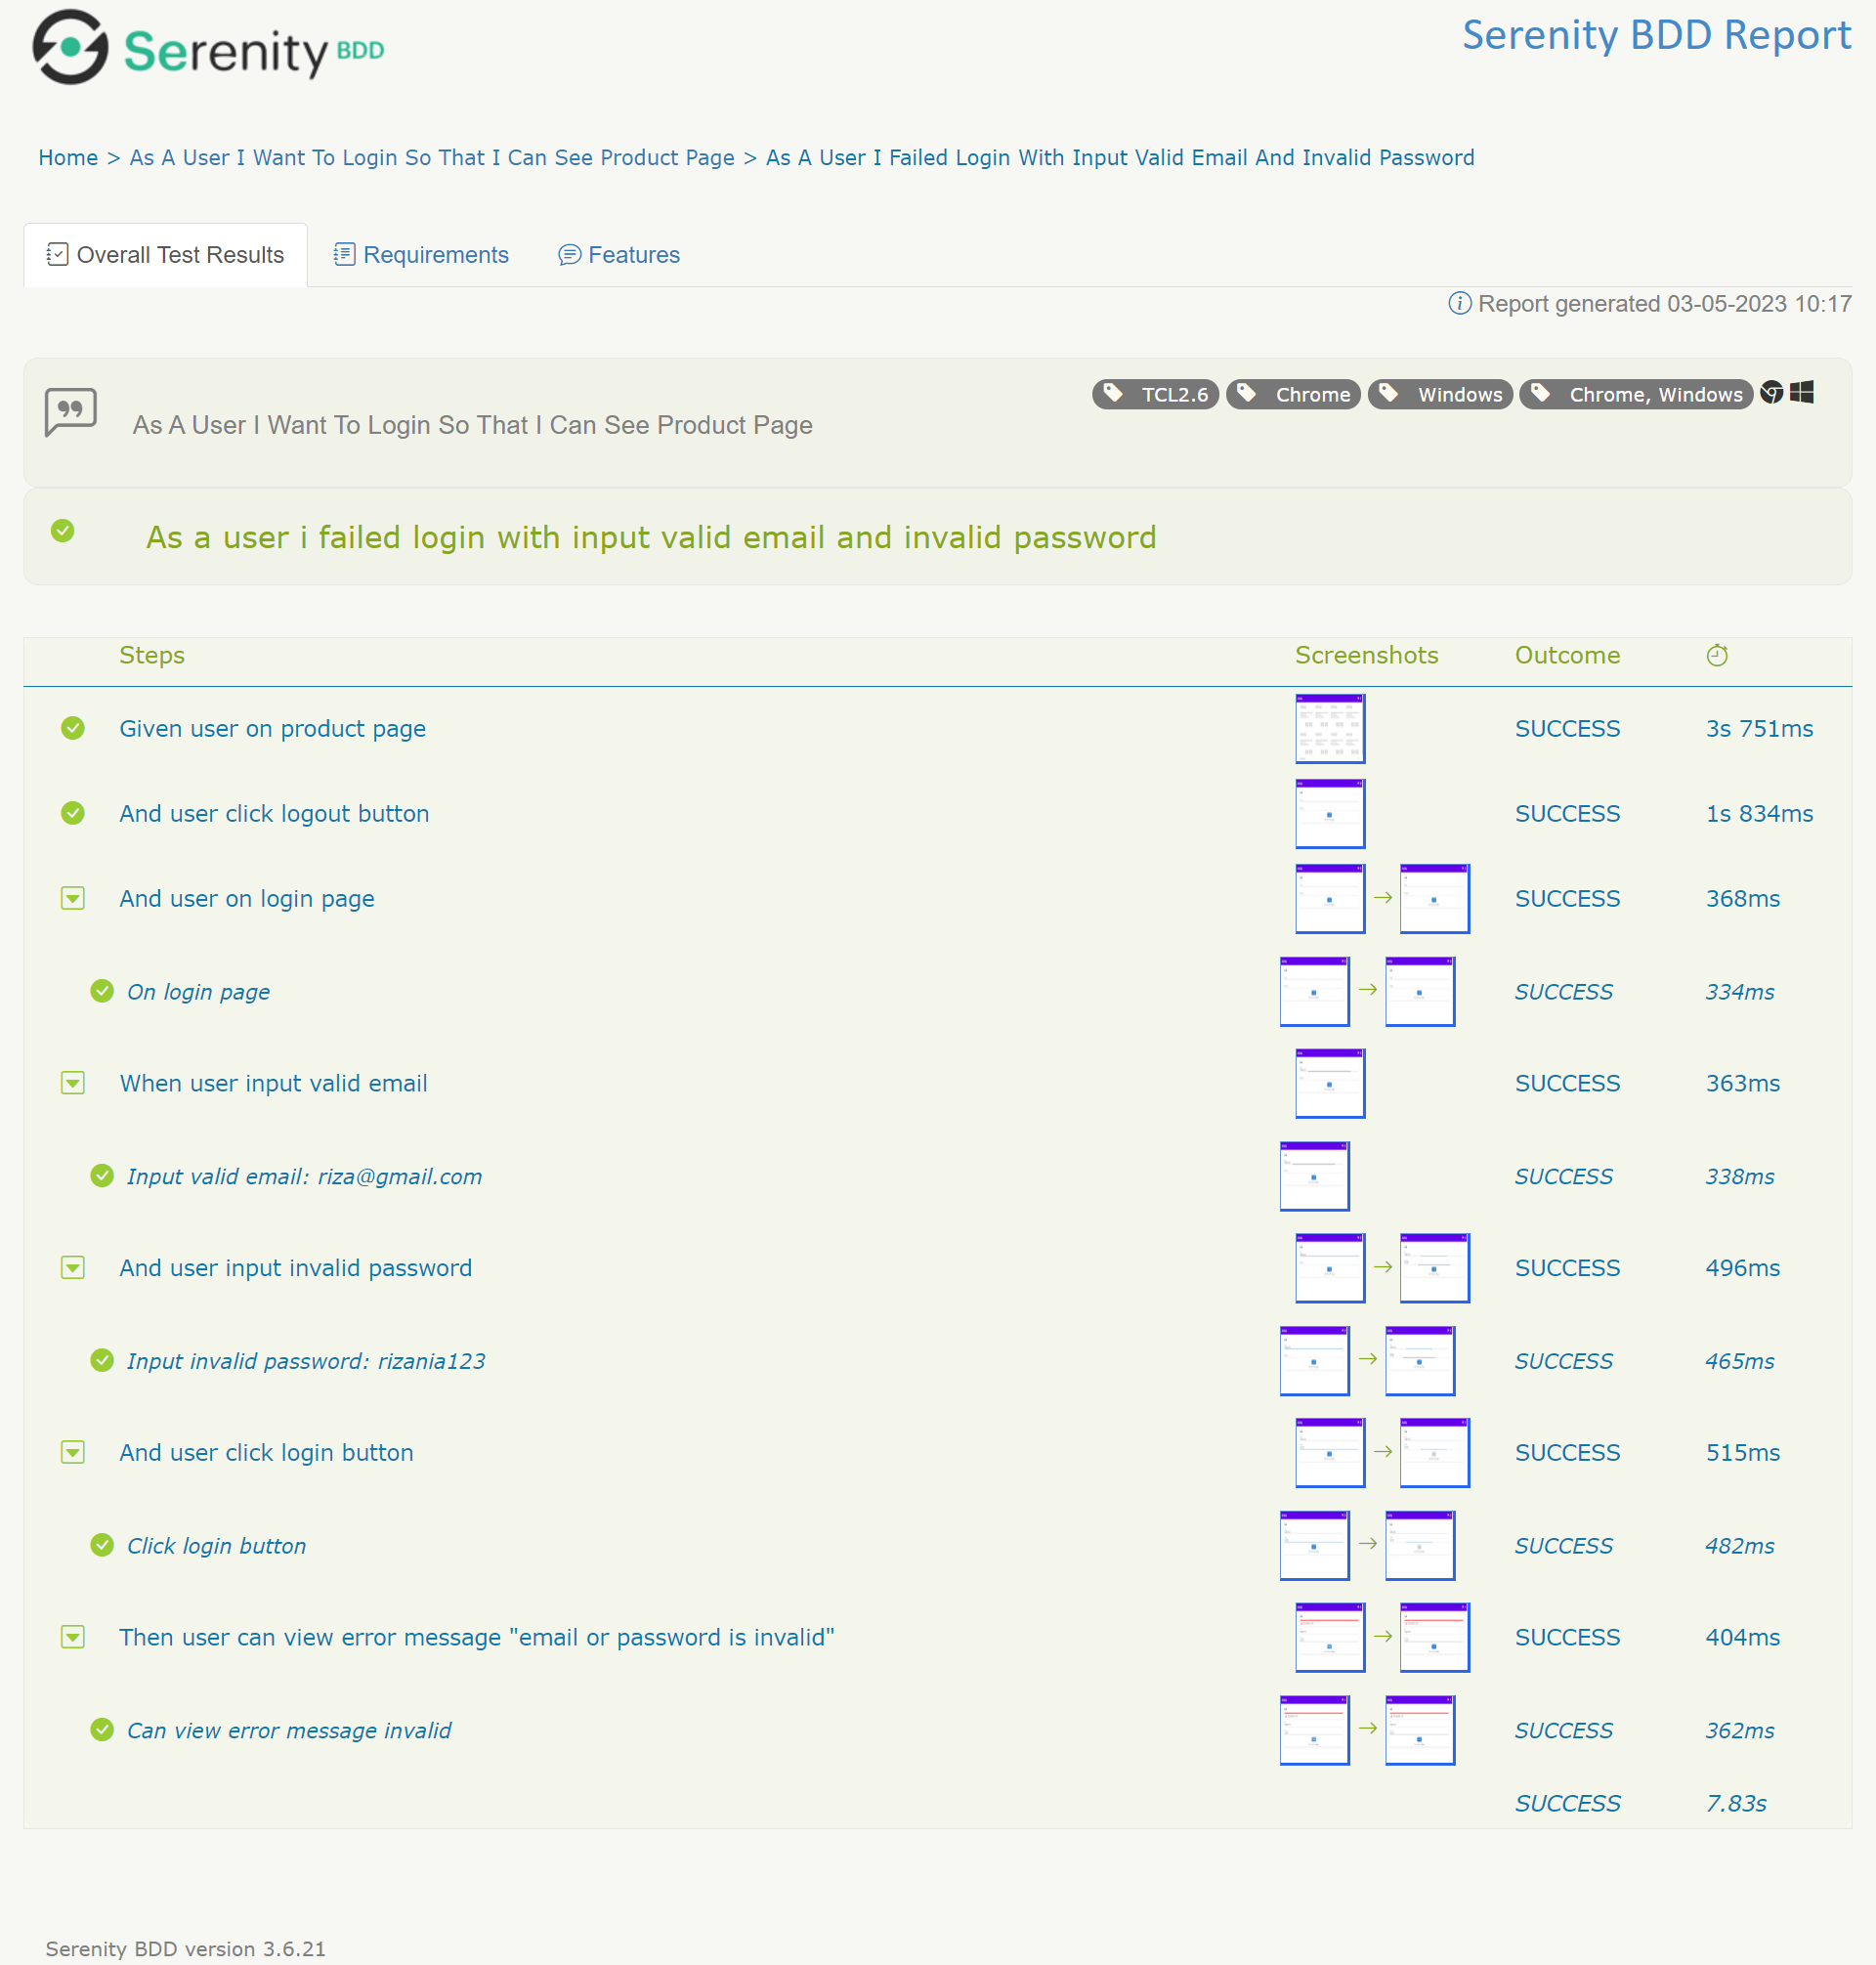 Serenity BDD
Serenity BDD Report
Home > As A User I Want To Login So That I Can See Product Page > As A User I Failed Login With Input Valid Email And Invalid Password
Overall Test Results Requirements Features
Report generated 03-05-2023 10:17
TCL2.6 Chrome Windows Chrome, Windows
As A User I Want To Login So That I Can See Product Page
As a user i failed login with input valid email and invalid password
Steps Screenshots Outcome
Given user on product page SUCCESS 3s 751ms
And user click logout button SUCCESS 1s 834ms
And user on login page SUCCESS 368ms
On login page SUCCESS 334ms
When user input valid email SUCCESS 363ms
Input valid email: riza@gmail.com SUCCESS 338ms
And user input invalid password SUCCESS 496ms
Input invalid password: rizania123 SUCCESS 465ms
And user click login button SUCCESS 515ms
Click login button SUCCESS 482ms
Then user can view error message "email or password is invalid" SUCCESS 404ms
Can view error message invalid SUCCESS 362ms
SUCCESS 7.83s
Serenity BDD version 3.6.21